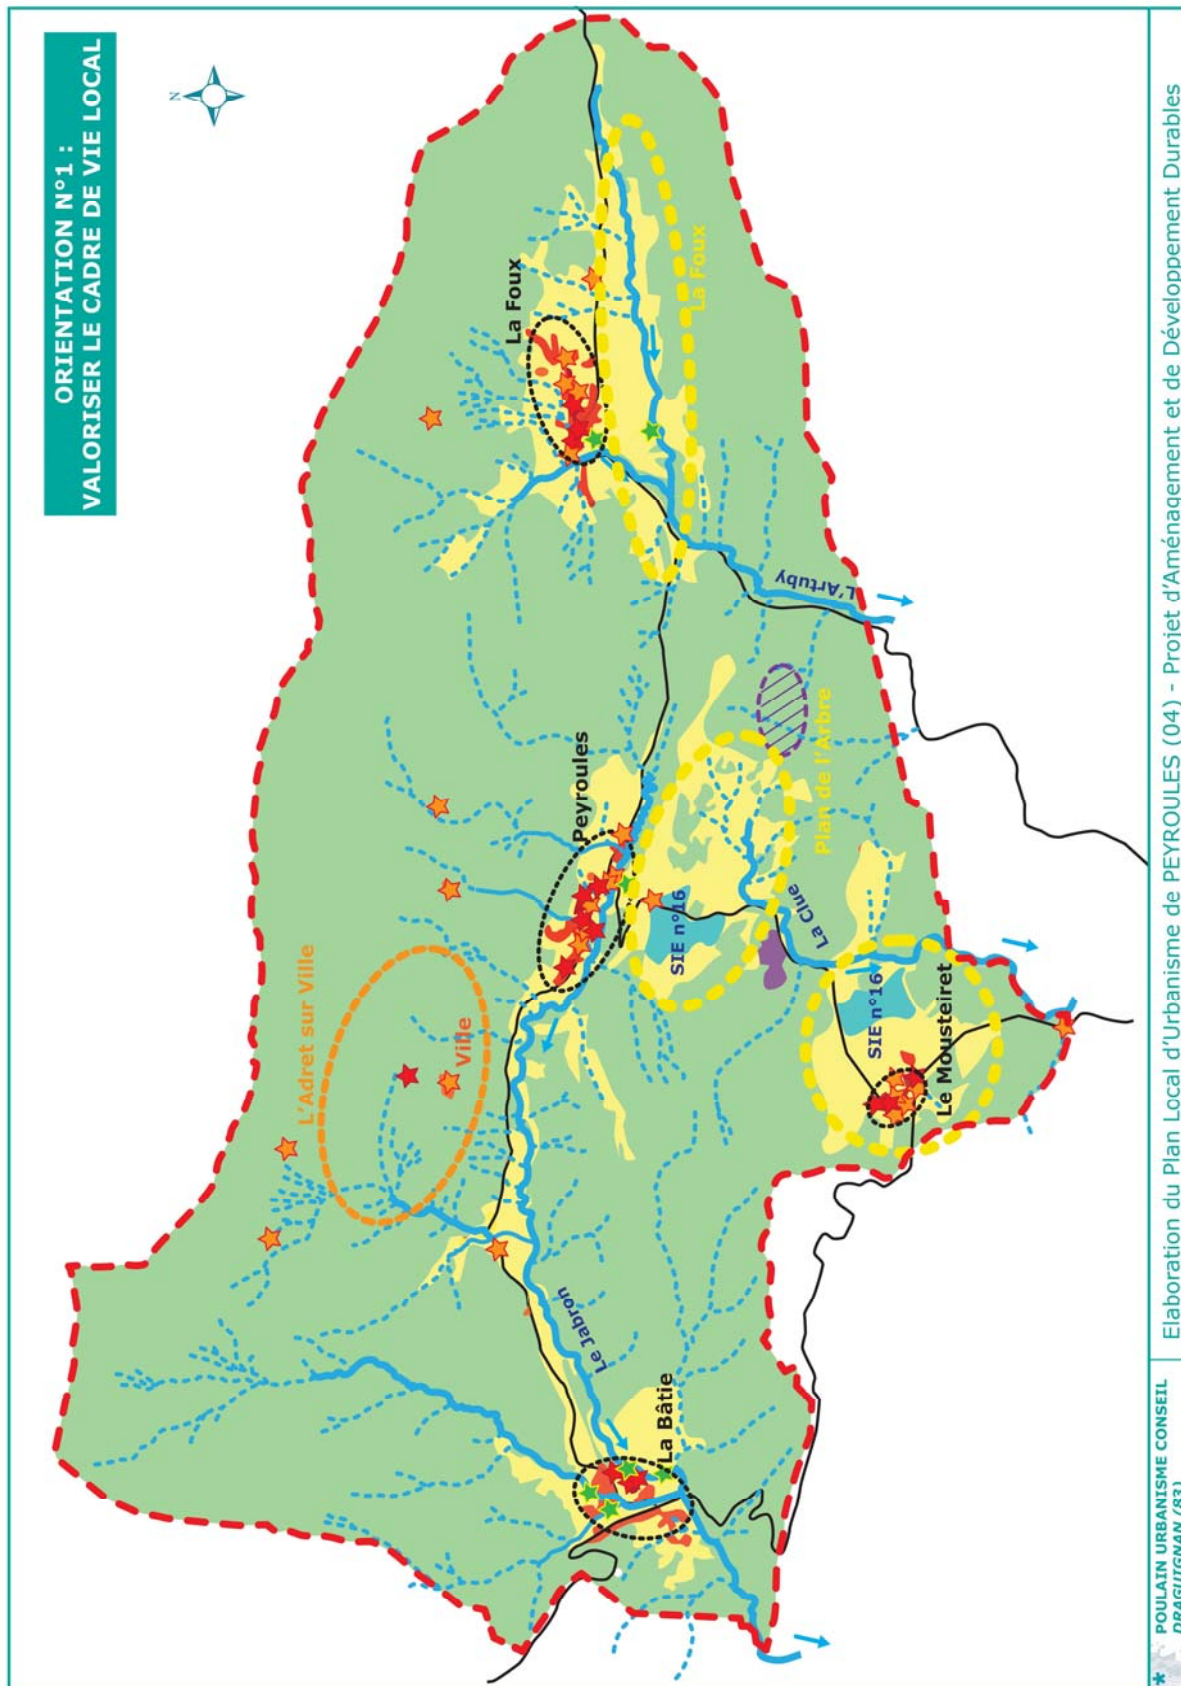 ORIENTATION N°1 :
VALORISER LE CADRE DE VIE LOCAL
N
L'Adret sur Ville
Ville
La Foux
La Foux
Peyroules
Le Jabron
La Bâtie
SIE n°16
Plan de l'Arbre
L'Artuby
La Clue
SIE n°16
Le Mousteiret
* POULAIN URBANISME CONSEIL
DRAGUIGNAN (83)
Elaboration du Plan Local d'Urbanisme de PEYROULES (04) - Projet d'Aménagement et de Développement Durables